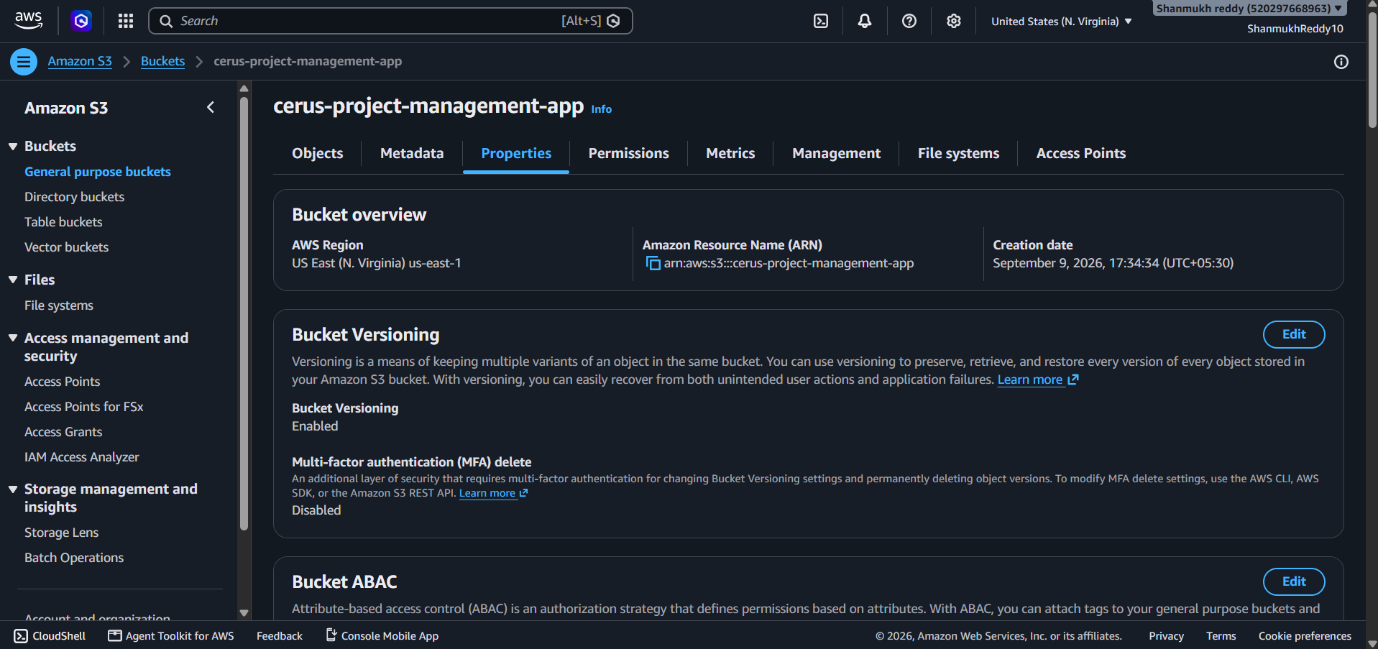 aws
Search
[Alt+S]
United States (N. Virginia)
Shanmukh reddy (520297668963)
ShanmukhReddy10
Amazon S3
Buckets
cerus-project-management-app
Amazon S3
Buckets
General purpose buckets
Directory buckets
Table buckets
Vector buckets
Files
File systems
Access management and
security
Access Points
Access Points for FSx
Access Grants
IAM Access Analyzer
Storage management and
insights
Storage Lens
Batch Operations
Account and organization
cerus-project-management-app Info
Objects Metadata Properties Permissions Metrics Management File systems Access Points
Bucket overview
AWS Region
US East (N. Virginia) us-east-1
Amazon Resource Name (ARN)
arn:aws:s3:::cerus-project-management-app
Creation date
September 9, 2026, 17:34:34 (UTC+05:30)
Bucket Versioning
Edit
Versioning is a means of keeping multiple variants of an object in the same bucket. You can use versioning to preserve, retrieve, and restore every version of every object stored in
your Amazon S3 bucket. With versioning, you can easily recover from both unintended user actions and application failures. Learn more
Bucket Versioning
Enabled
Multi-factor authentication (MFA) delete
An additional layer of security that requires multi-factor authentication for changing Bucket Versioning settings and permanently deleting object versions. To modify MFA delete settings, use the AWS CLI, AWS
SDK, or the Amazon S3 REST API. Learn more
Disabled
Bucket ABAC
Edit
Attribute-based access control (ABAC) is an authorization strategy that defines permissions based on attributes. With ABAC, you can attach tags to your general purpose buckets and
CloudShell Agent Toolkit for AWS Feedback Console Mobile App © 2026, Amazon Web Services, Inc. or its affiliates. Privacy Terms Cookie preferences